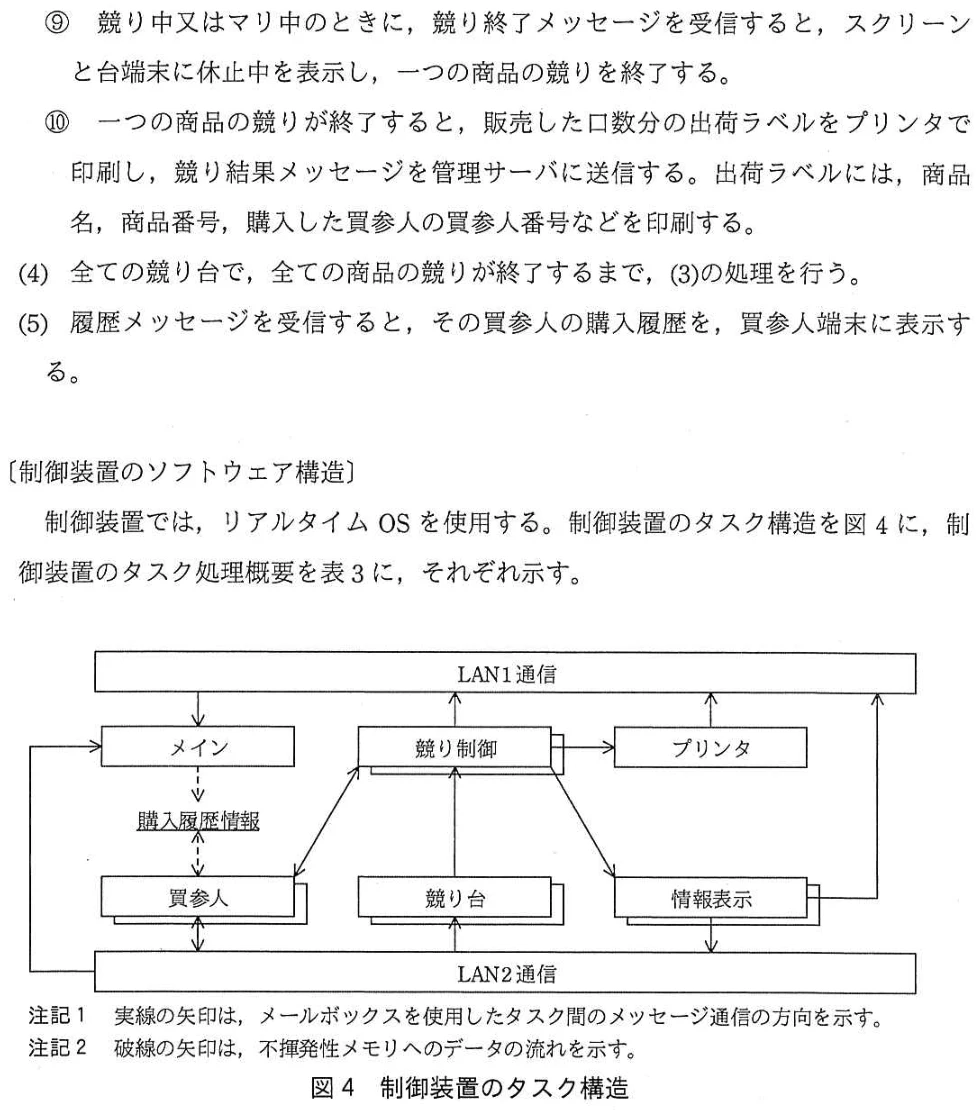 ⑨　競り中又はマリ中のときに，競り終了メッセージを受信すると，スクリーン
と台端末に休止中を表示し，一つの商品の競りを終了する。
⑩　一つの商品の競りが終了すると，販売した口数分の出荷ラベルをプリンタで
印刷し，競り結果メッセージを管理サーバに送信する。出荷ラベルには，商品
名，商品番号，購入した買参人の買参人番号などを印刷する。
(4)　全ての競り台で，全ての商品の競りが終了するまで，(3)の処理を行う。
(5)　履歴メッセージを受信すると，その買参人の購入履歴を，買参人端末に表示す
る。
〔制御装置のソフトウェア構造〕
制御装置では，リアルタイム OS を使用する。制御装置のタスク構造を図 4 に，制
御装置のタスク処理概要を表 3 に，それぞれ示す。
LAN1通信
メイン
競り制御
プリンタ
購入履歴情報
買参人
競り台
情報表示
LAN2通信
注記 1　実線の矢印は，メールボックスを使用したタスク間のメッセージ通信の方向を示す。
注記 2　破線の矢印は，不揮発性メモリへのデータの流れを示す。
図 4　制御装置のタスク構造